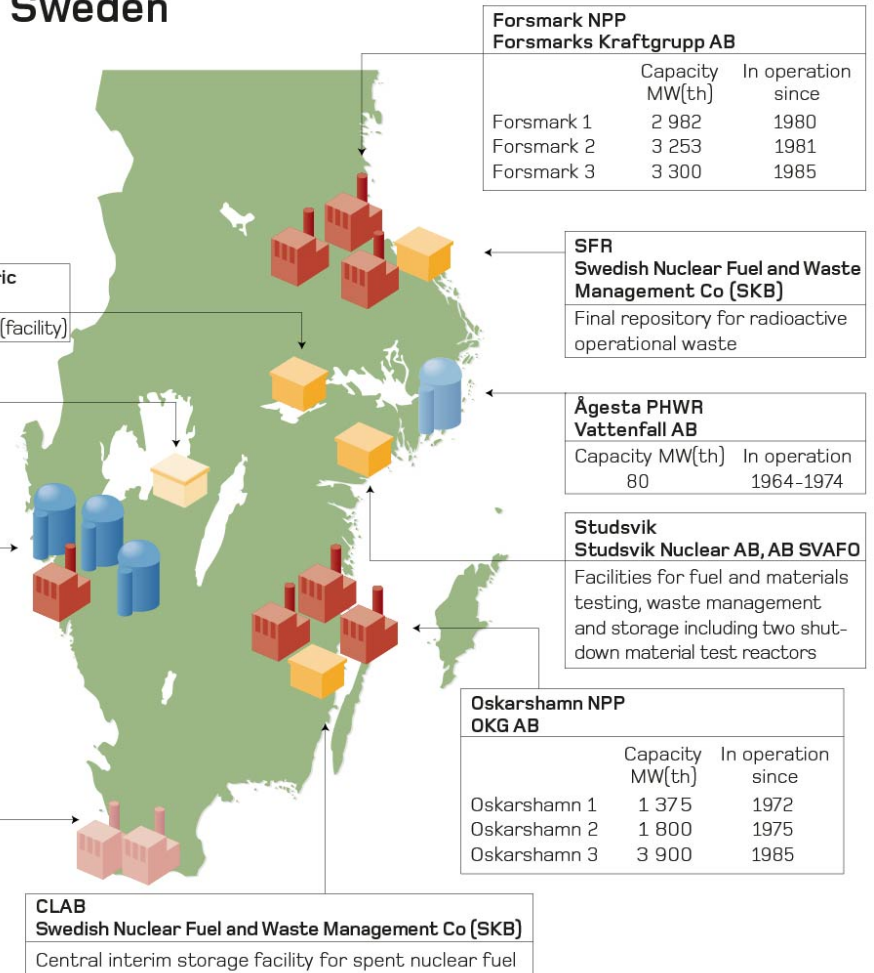 Sweden
Forsmark NPP
Forsmarks Kraftgrupp AB
Capacity In operation
MW(th) since
Forsmark 1 2 982 1980
Forsmark 2 3 253 1981
Forsmark 3 3 300 1985
SFR
Swedish Nuclear Fuel and Waste
Management Co (SKB)
Final repository for radioactive
operational waste
ric
(facility)
Ågesta PHWR
Vattenfall AB
Capacity MW(th) In operation
80 1964-1974
Studsvik
Studsvik Nuclear AB, AB SVAFO
Facilities for fuel and materials
testing, waste management
and storage including two shut-
down material test reactors
Oskarshamn NPP
OKG AB
Capacity In operation
MW(th) since
Oskarshamn 1 1 375 1972
Oskarshamn 2 1 800 1975
Oskarshamn 3 3 900 1985
CLAB
Swedish Nuclear Fuel and Waste Management Co (SKB)
Central interim storage facility for spent nuclear fuel